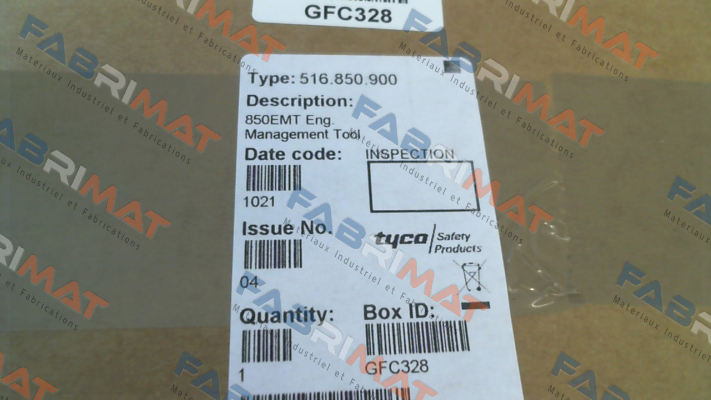 GFC328
Type: 516.850.900
Description:
850EMT Eng.
Management Tool
Date code:
INSPECTION
1021
Issue No.
tyco Safety
Products
04
Quantity:
Box ID:
1
GFC328
FABRIMAT
Materiaux Industriel et Fabrications